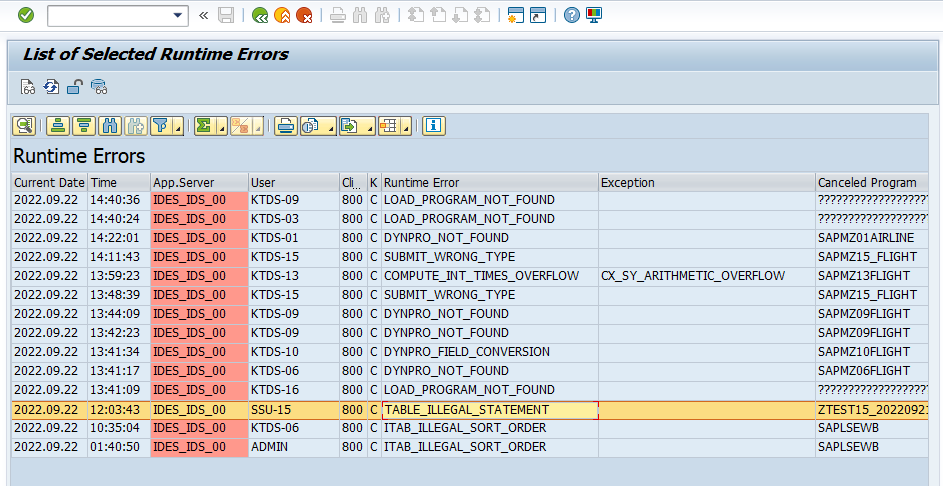 List of Selected Runtime Errors
Runtime Errors
Current Date Time App.Server User Cli.. K Runtime Error Exception Canceled Program
2022.09.22 14:40:36 IDES_IDS_00 KTDS-09 800 C LOAD_PROGRAM_NOT_FOUND ???????????????????
2022.09.22 14:40:24 IDES_IDS_00 KTDS-03 800 C LOAD_PROGRAM_NOT_FOUND ???????????????????
2022.09.22 14:22:01 IDES_IDS_00 KTDS-01 800 C DYNPRO_NOT_FOUND SAPMZ01AIRLINE
2022.09.22 14:11:43 IDES_IDS_00 KTDS-15 800 C SUBMIT_WRONG_TYPE SAPMZ15_FLIGHT
2022.09.22 13:59:23 IDES_IDS_00 KTDS-13 800 C COMPUTE_INT_TIMES_OVERFLOW CX_SY_ARITHMETIC_OVERFLOW SAPMZ13FLIGHT
2022.09.22 13:48:39 IDES_IDS_00 KTDS-15 800 C SUBMIT_WRONG_TYPE SAPMZ15_FLIGHT
2022.09.22 13:44:09 IDES_IDS_00 KTDS-09 800 C DYNPRO_NOT_FOUND SAPMZ09FLIGHT
2022.09.22 13:42:23 IDES_IDS_00 KTDS-09 800 C DYNPRO_NOT_FOUND SAPMZ09FLIGHT
2022.09.22 13:41:34 IDES_IDS_00 KTDS-10 800 C DYNPRO_FIELD_CONVERSION SAPMZ10FLIGHT
2022.09.22 13:41:17 IDES_IDS_00 KTDS-06 800 C DYNPRO_NOT_FOUND SAPMZ06FLIGHT
2022.09.22 13:41:09 IDES_IDS_00 KTDS-16 800 C LOAD_PROGRAM_NOT_FOUND ???????????????????
2022.09.22 12:03:43 IDES_IDS_00 SSU-15 800 C TABLE_ILLEGAL_STATEMENT ZTEST15_20220921
2022.09.22 10:35:04 IDES_IDS_00 KTDS-06 800 C ITAB_ILLEGAL_SORT_ORDER SAPLSEWB
2022.09.22 01:40:50 IDES_IDS_00 ADMIN 800 C ITAB_ILLEGAL_SORT_ORDER SAPLSEWB